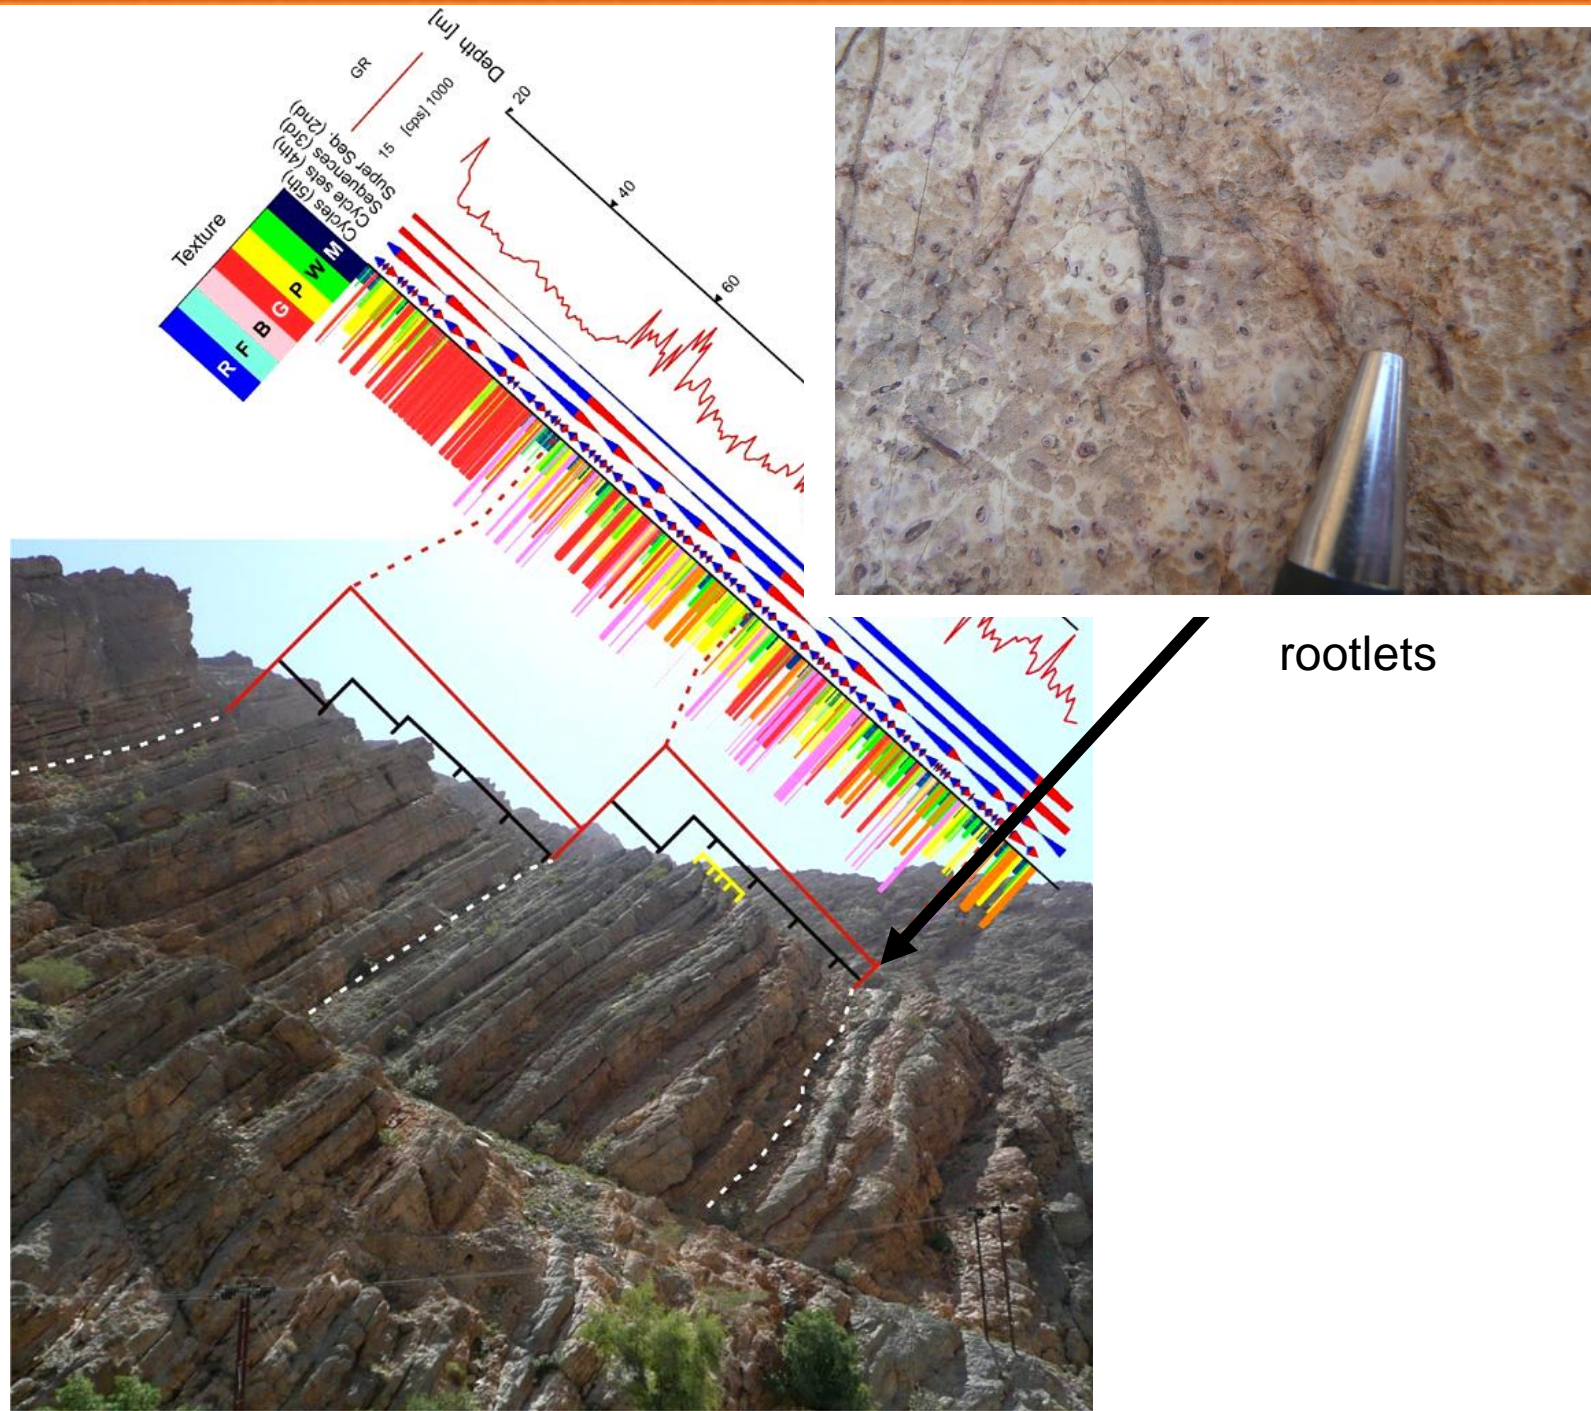 Depth [m]
GR
15 [cps] 1000
20
40
60
Super Seq. (2nd)
Sequences (3rd)
Cycle sets (4th)
Cycles (5th)
Texture
M
W
P
G
B
F
R
rootlets